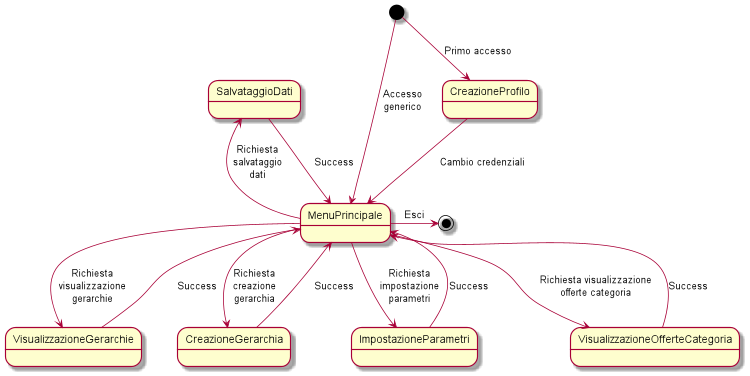 Primo accesso
SalvataggioDati
Accesso
generico
CreazioneProfilo
Richiesta
salvataggio
dati
Success
Cambio credenziali
MenuPrincipale
Esci
Richiesta
visualizzazione
gerarchie
Success
Richiesta
creazione
gerarchia
Success
Richiesta
impostazione
parametri
Success
Richiesta visualizzazione
offerte categoria
Success
VisualizzazioneGerarchie
CreazioneGerarchia
ImpostazioneParametri
VisualizzazioneOfferteCategoria